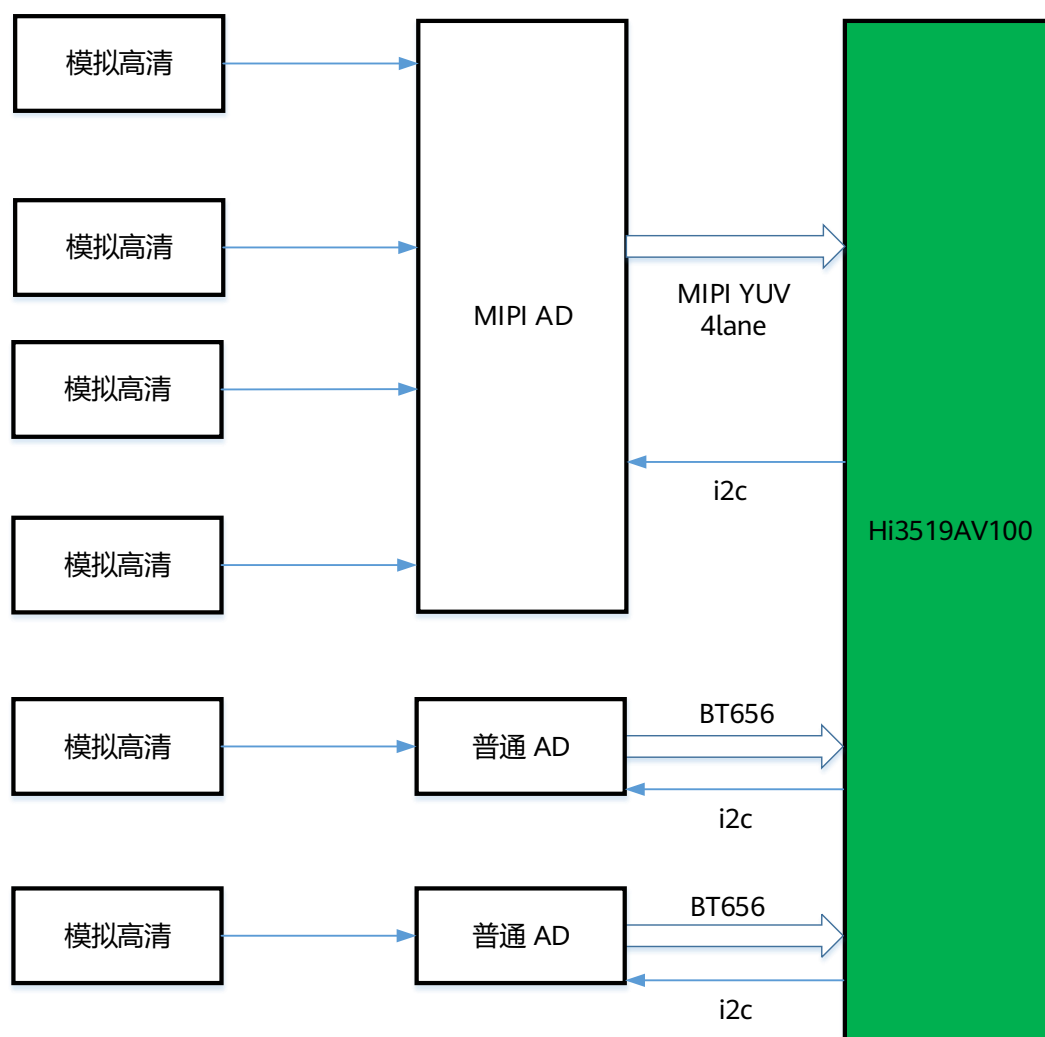 模拟高清
模拟高清
模拟高清
模拟高清
MIPI AD
MIPI YUV
4lane
i2c
Hi3519AV100
模拟高清
普通 AD
BT656
i2c
模拟高清
普通 AD
BT656
i2c